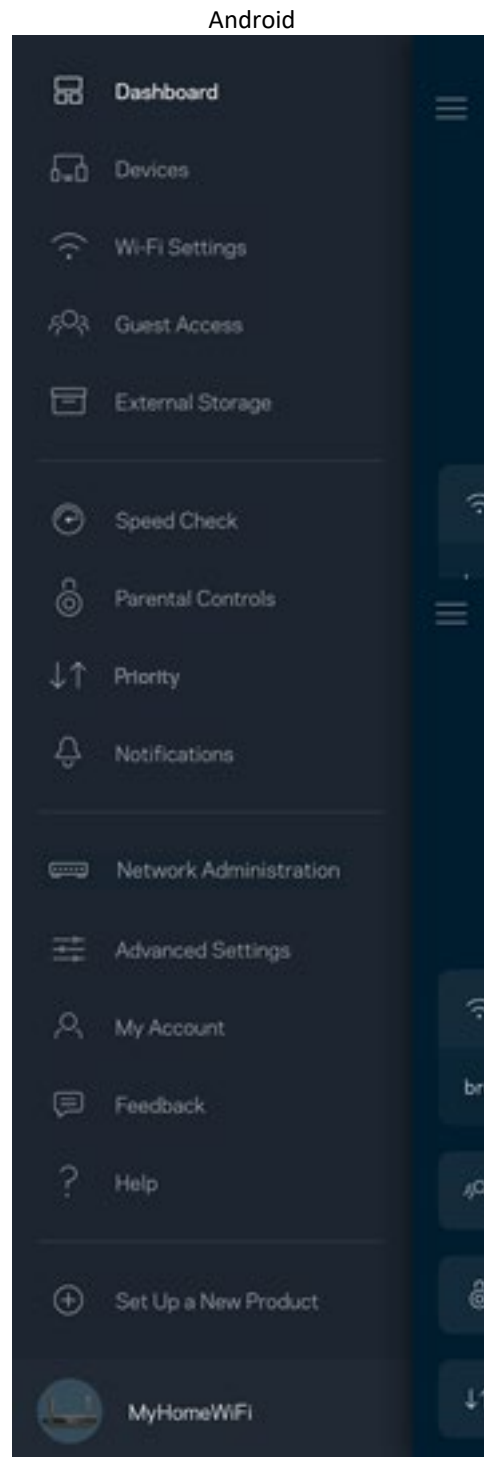 Android
Dashboard
Devices
Wi-Fi Settings
Guest Access
External Storage
Speed Check
Parental Controls
Priority
Notifications
Network Administration
Advanced Settings
My Account
br
Feedback
Help
Set Up a New Product
MyHomeWiFi